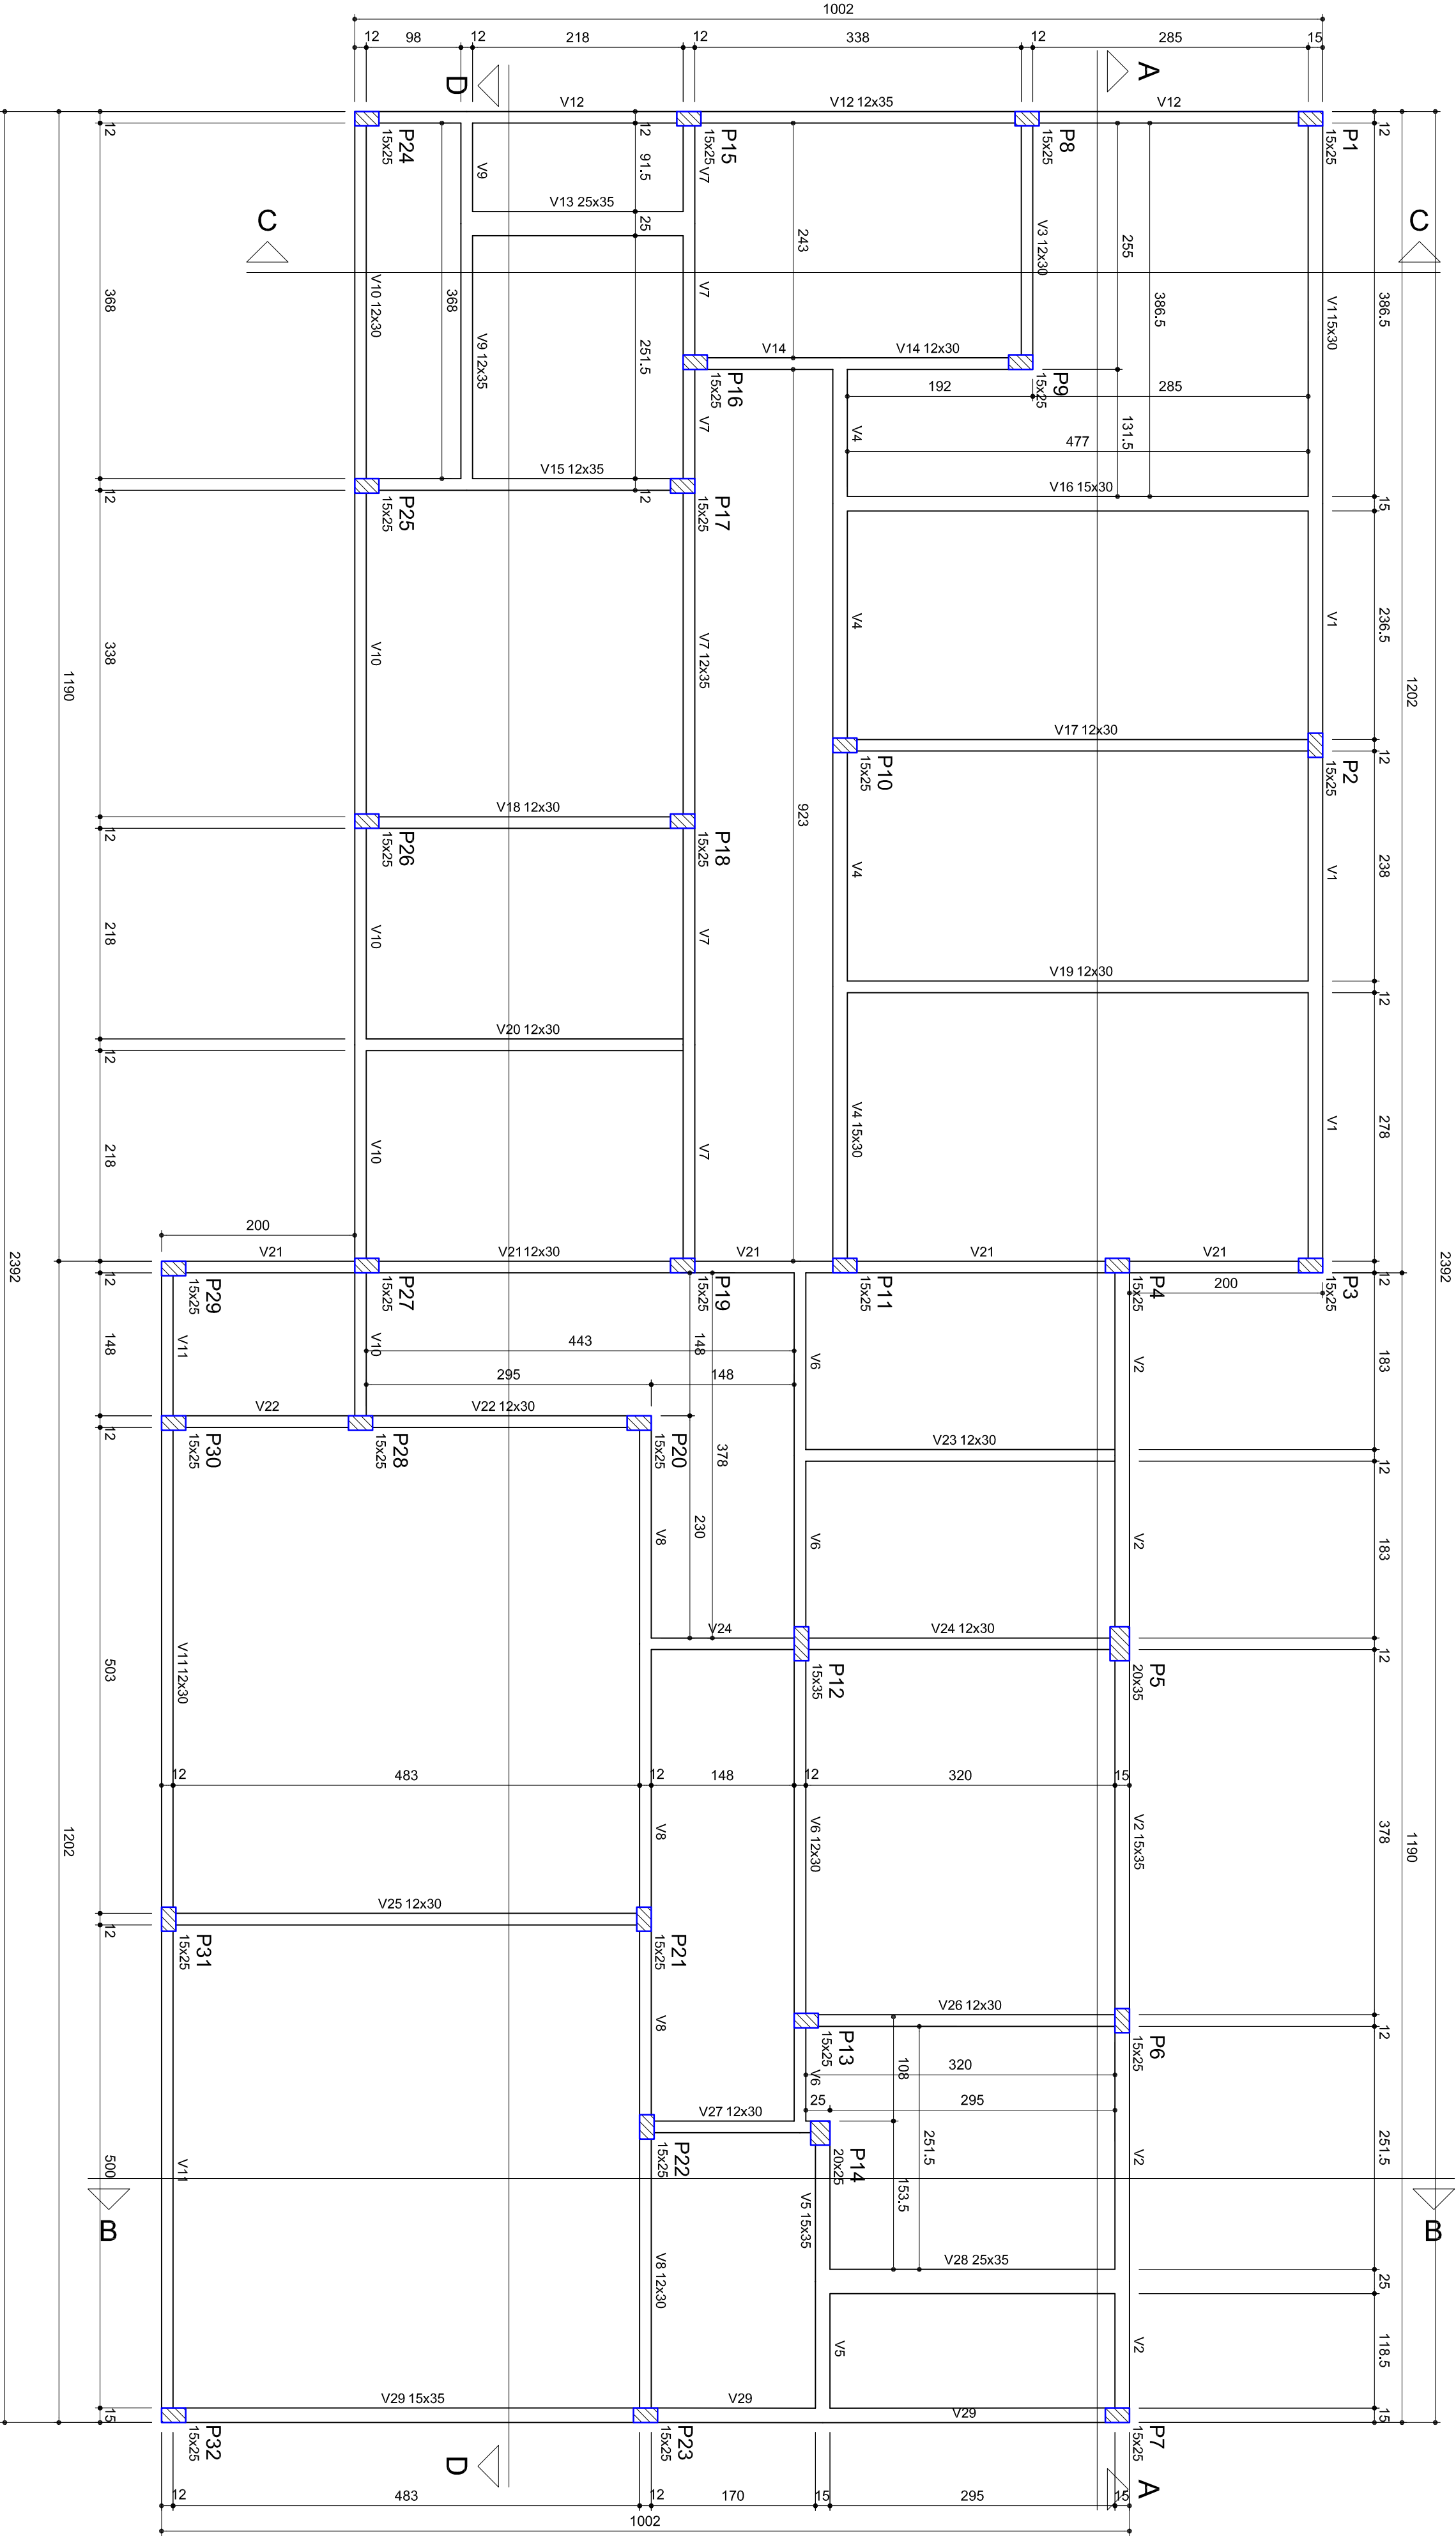 1002
12 98 12 218 12 338 12 285 15
D A
V12 V12 12x35 V12
P24 15x25
P15 15x25
P8 15x25
P1 15x25
12 12 12
V9 91.5 V7
V13 25x35
C C
25 243 V3 12x30 255 386.5 V115x30 386.5
368 V10 12x30 368 V9 12x35 251.5 V7
V14 V14 12x30
P16 15x25
P9 15x25
192 285
V7 V4 131.5
477
V15 12x35
V16 15x30
12 12 15
P25 15x25
P17 15x25
338 V10 V7 12x35 V4 V1 236.5
1190 1202
V17 12x30
12
P10 15x25
P2 15x25
V18 12x30
923
12
P26 15x25
P18 15x25
V4 V1 238
218 V10 V7
V19 12x30
12
V20 12x30
12
218 V10 V7 V4 15x30 V1 278
200
V21 V21 12x30 V21 V21 V21
2392 2392
12 12
P29 15x25
P27 15x25
P19 15x25
P11 15x25
P4 15x25
P3 15x25
200
148 V11 V10 443 148 V6 V2 183
295 148
V22 V22 12x30
12
P30 15x25
P28 15x25
P20 15x25
378
V23 12x30
12
V8 230 V6 V2 183
V24 V24 12x30
12
P12 15x35
P5 20x35
503 V1112x30
12 483 12 148 12 320 15
1202 V8 V6 12x30 V2 15x35 378 1190
V25 12x30
12
P31 15x25
P21 15x25
V8
V26 12x30
12
P13 15x25
P6 15x25
V6 108 320
25 295
V27 12x30
P22 15x25
P14 20x25
500 V11 251.5 V2 251.5
153.5
B B
V5 15x35
V8 12x30
V28 25x35
25
V5 V2 118.5
V29 15x35 V29 V29
15 15
P32 15x25
P23 15x25
P7 15x25
D A
12 483 12 170 15 295 15
1002